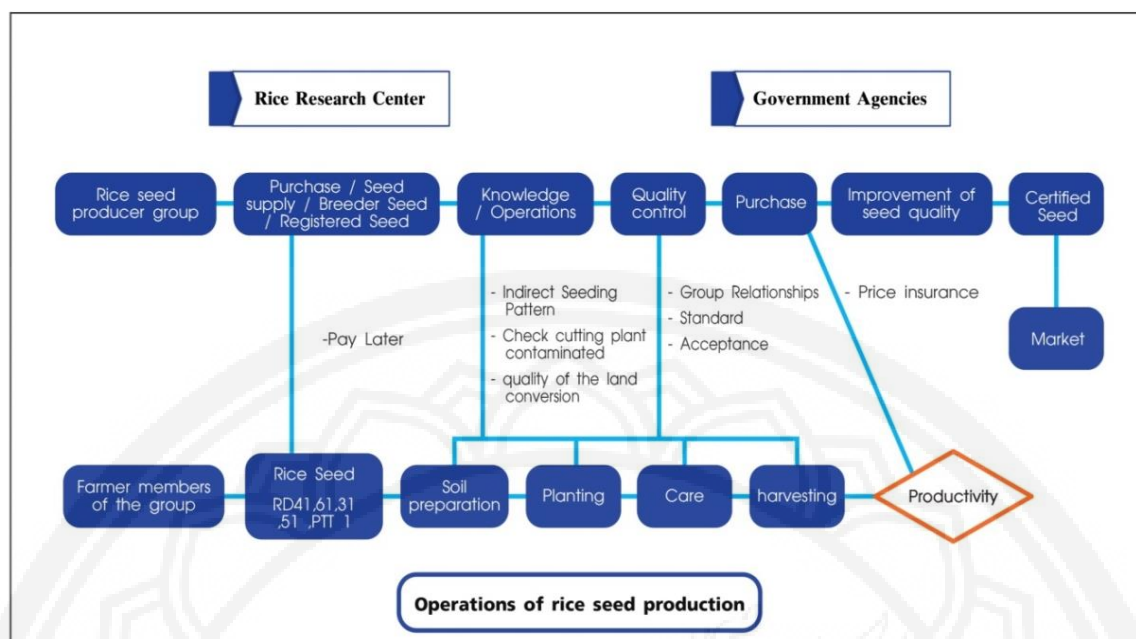 Rice Research Center
Government Agencies
Rice seed
producer group
Purchase / Seed
supply / Breeder Seed
/ Registered Seed
Knowledge
/ Operations
Quality
control
Purchase
Improvement of
seed quality
Certified
Seed
-Pay Later
- Indirect Seeding
Pattern
- Check cutting plant
contaminated
- quality of the land
conversion
- Group Relationships
- Standard
- Acceptance
- Price insurance
Market
Farmer members
of the group
Rice Seed
RD41,61,31
,51 ,PTT 1
Soil
preparation
Planting
Care
harvesting
Productivity
Operations of rice seed production